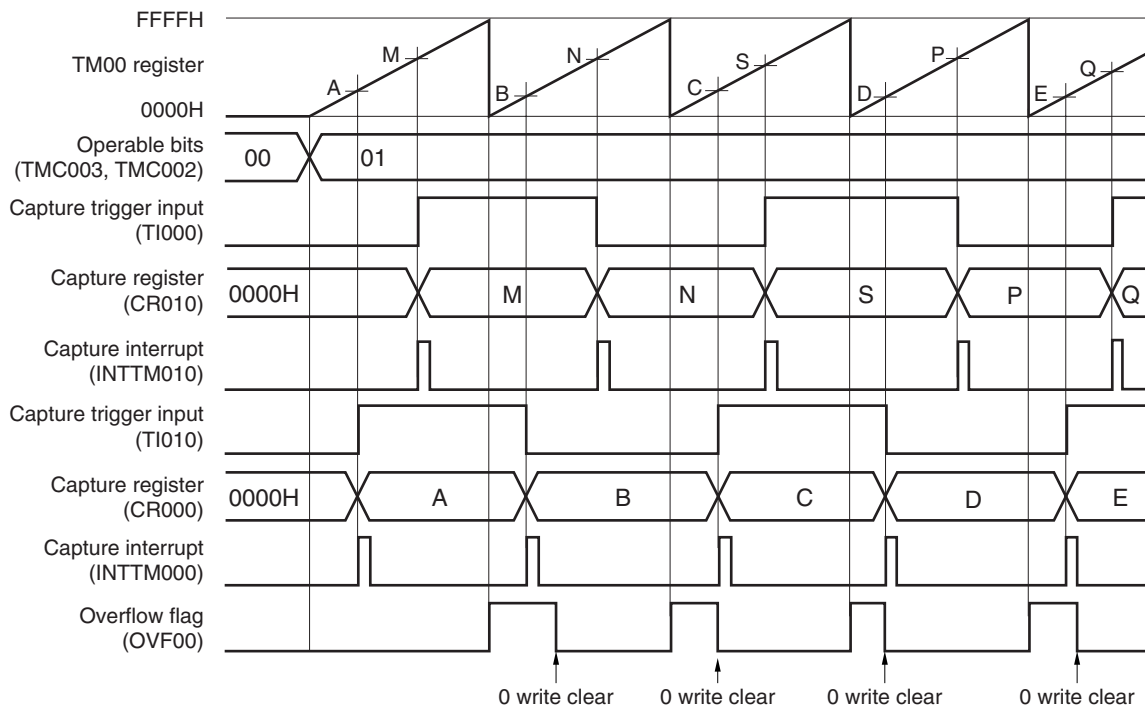 FFFFH
TM00 register
0000H
A M B N C S D P E Q
Operable bits
(TMC003, TMC002)
00 01
Capture trigger input
(TI000)
Capture register
(CR010)
0000H M N S P Q
Capture interrupt
(INTTM010)
Capture trigger input
(TI010)
Capture register
(CR000)
0000H A B C D E
Capture interrupt
(INTTM000)
Overflow flag
(OVF00)
0 write clear 0 write clear 0 write clear 0 write clear